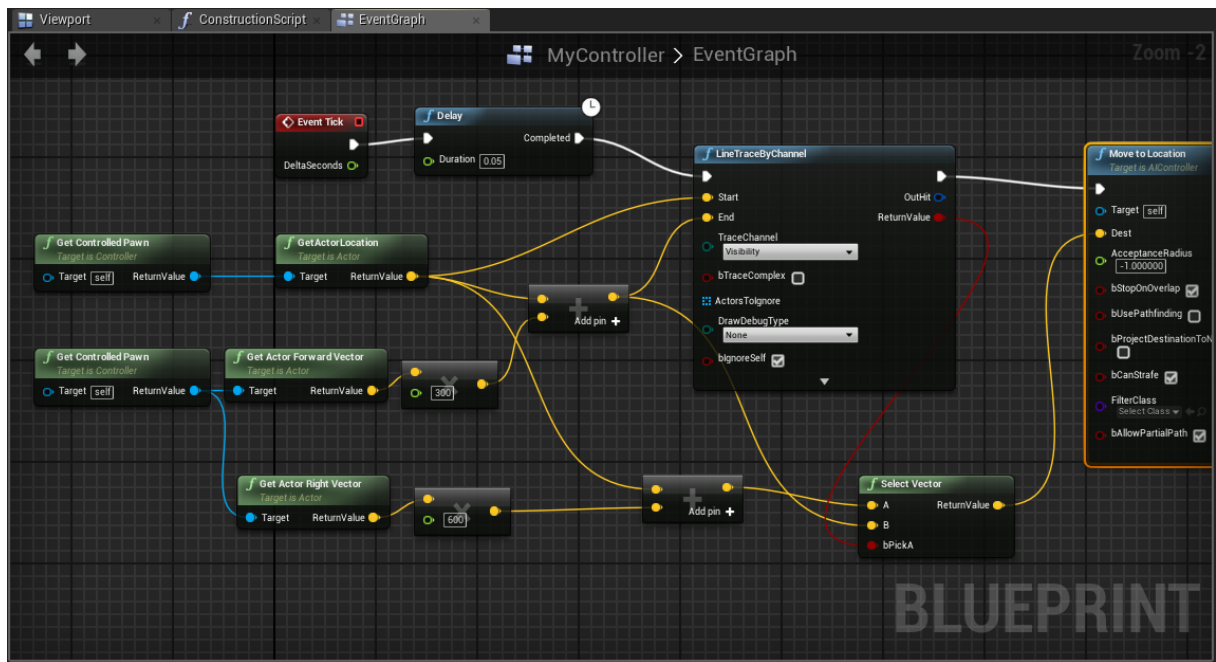 Viewport
ConstructionScript
EventGraph
MyController > EventGraph
Zoom -2
Event Tick
DeltaSeconds
Delay
Completed
Duration 0.05
LineTraceByChannel
Start
OutHit
End
ReturnValue
TraceChannel
Visibility
bTraceComplex
ActorsToIgnore
DrawDebugType
None
bIgnoreSelf
Move to Location
Target is AIController
Target self
Dest
AcceptanceRadius
-1.000000
bStopOnOverlap
bUsePathfinding
bProjectDestinationToN
bCanStrafe
FilterClass
Select Class
bAllowPartialPath
Get Controlled Pawn
Target is Controller
Target self ReturnValue
GetActorLocation
Target is Actor
Target ReturnValue
Add pin +
Get Controlled Pawn
Target is Controller
Target self ReturnValue
Get Actor Forward Vector
Target is Actor
Target ReturnValue
300
Get Actor Right Vector
Target is Actor
Target ReturnValue
600
Add pin +
Select Vector
A ReturnValue
B
bPickA
BLUEPRINT